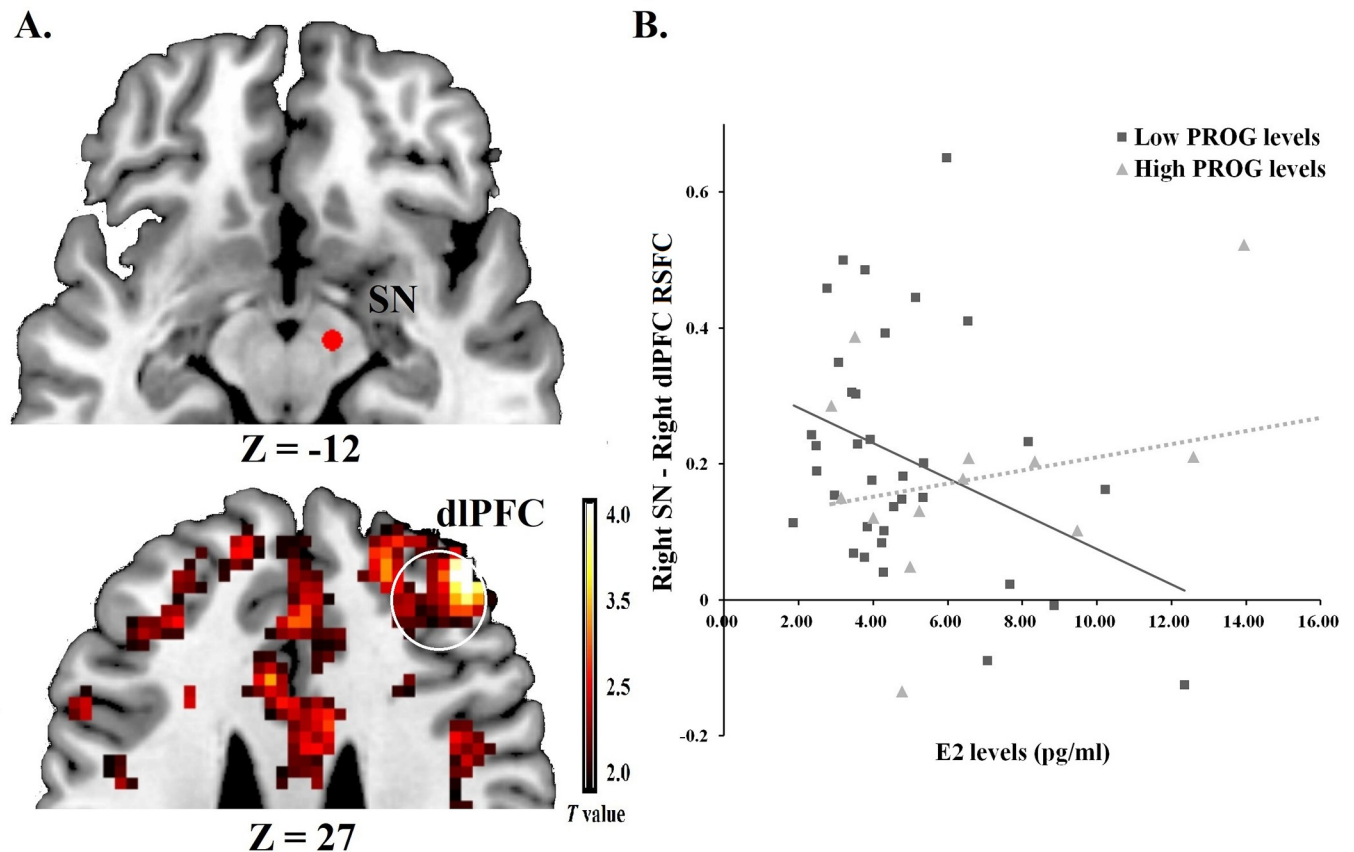 A.
SN
Z = -12
dlPFC
4.0
3.5
2.5
2.0
T value
Z = 27
B.
Low PROG levels
High PROG levels
Right SN - Right dlPFC RSFC
0.6
0.4
0.2
0
-0.2
0.00 2.00 4.00 6.00 8.00 10.00 12.00 14.00 16.00
E2 levels (pg/ml)